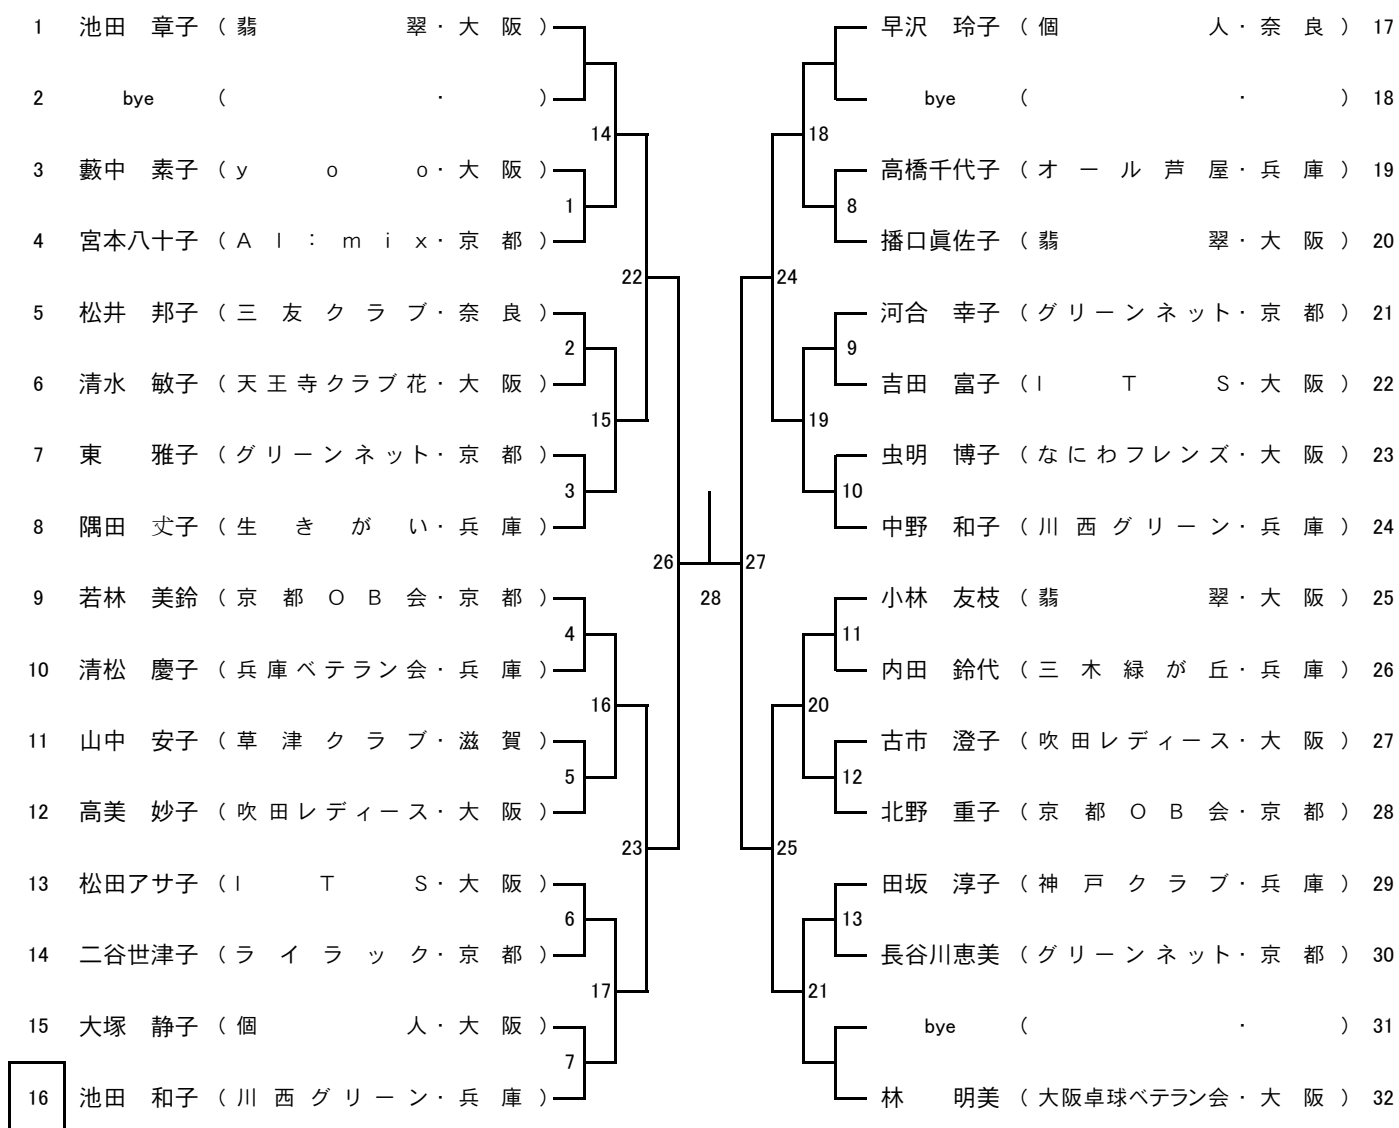 1 池田 章子 (翡翠・大阪) 早沢 玲子 (個人・奈良) 17
2 bye ( ・ ) bye ( ・ ) 18
14 18
3 藪中 素子 (yoo・大阪) 高橋千代子 (オール芦屋・兵庫) 19
1 8
4 宮本八十子 (Al:mix・京都) 播口眞佐子 (翡翠・大阪) 20
22 24
5 松井 邦子 (三友クラブ・奈良) 河合 幸子 (グリーンネット・京都) 21
2 9
6 清水 敏子 (天王寺クラブ花・大阪) 吉田 富子 (ITS・大阪) 22
15 19
7 東 雅子 (グリーンネット・京都) 虫明 博子 (なにわフレンズ・大阪) 23
3 10
8 隅田 丈子 (生きがい・兵庫) 中野 和子 (川西グリーン・兵庫) 24
26 27
9 若林 美鈴 (京都OB会・京都) 28 小林 友枝 (翡翠・大阪) 25
4 11
10 清松 慶子 (兵庫ベテラン会・兵庫) 内田 鈴代 (三木緑が丘・兵庫) 26
16 20
11 山中 安子 (草津クラブ・滋賀) 古市 澄子 (吹田レディース・大阪) 27
5 12
12 高美 妙子 (吹田レディース・大阪) 北野 重子 (京都OB会・京都) 28
23 25
13 松田アサ子 (ITS・大阪) 田坂 淳子 (神戸クラブ・兵庫) 29
6 13
14 二谷世津子 (ライラック・京都) 長谷川恵美 (グリーンネット・京都) 30
17 21
15 大塚 静子 (個人・大阪) bye ( ・ ) 31
7
16 池田 和子 (川西グリーン・兵庫) 林 明美 (大阪卓球ベテラン会・大阪) 32